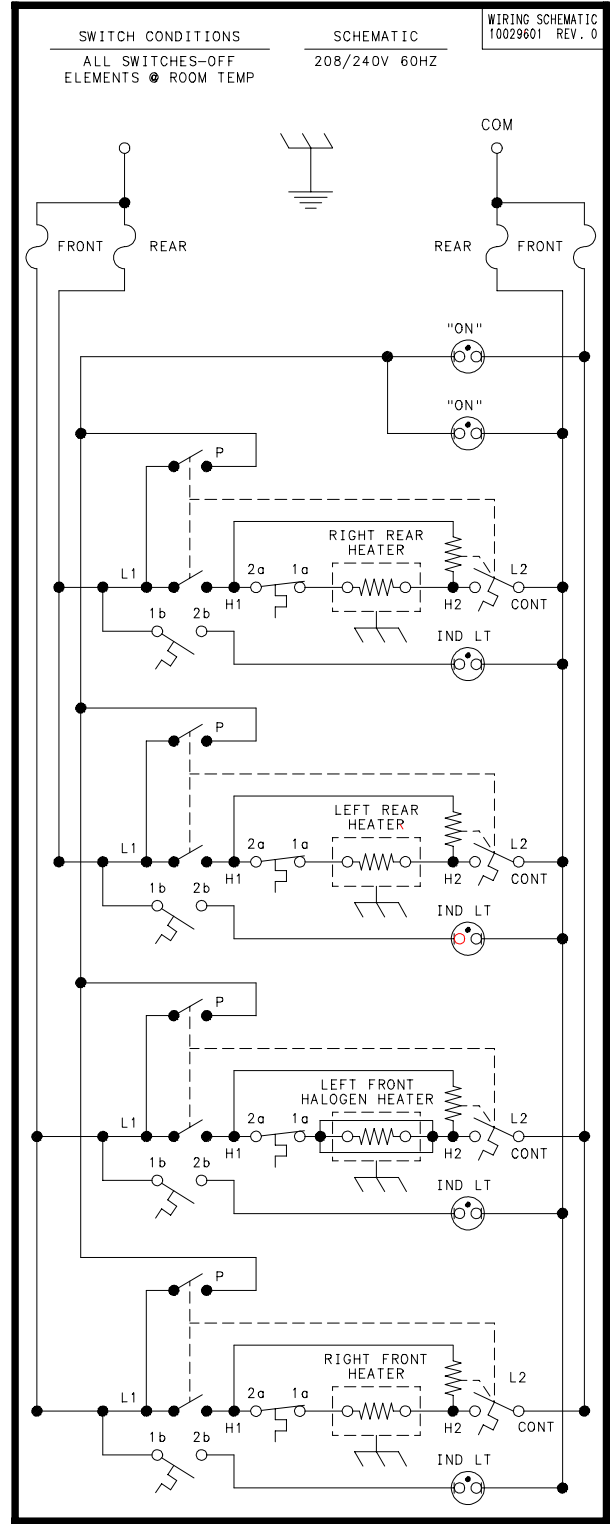 WIRING SCHEMATIC
10029601 REV. 0
SWITCH CONDITIONS
ALL SWITCHES-OFF
ELEMENTS @ ROOM TEMP
SCHEMATIC
208/240V 60HZ
COM
FRONT
REAR
REAR
FRONT
"ON"
"ON"
P
RIGHT REAR
HEATER
L1
2a
1a
L2
H1
H2
CONT
1b
2b
IND LT
P
LEFT REAR
HEATER
L1
2a
1a
L2
H1
H2
CONT
1b
2b
IND LT
P
LEFT FRONT
HALOGEN HEATER
L1
2a
1a
L2
H1
H2
CONT
1b
2b
IND LT
P
RIGHT FRONT
HEATER
L1
2a
1a
L2
H1
H2
CONT
1b
2b
IND LT